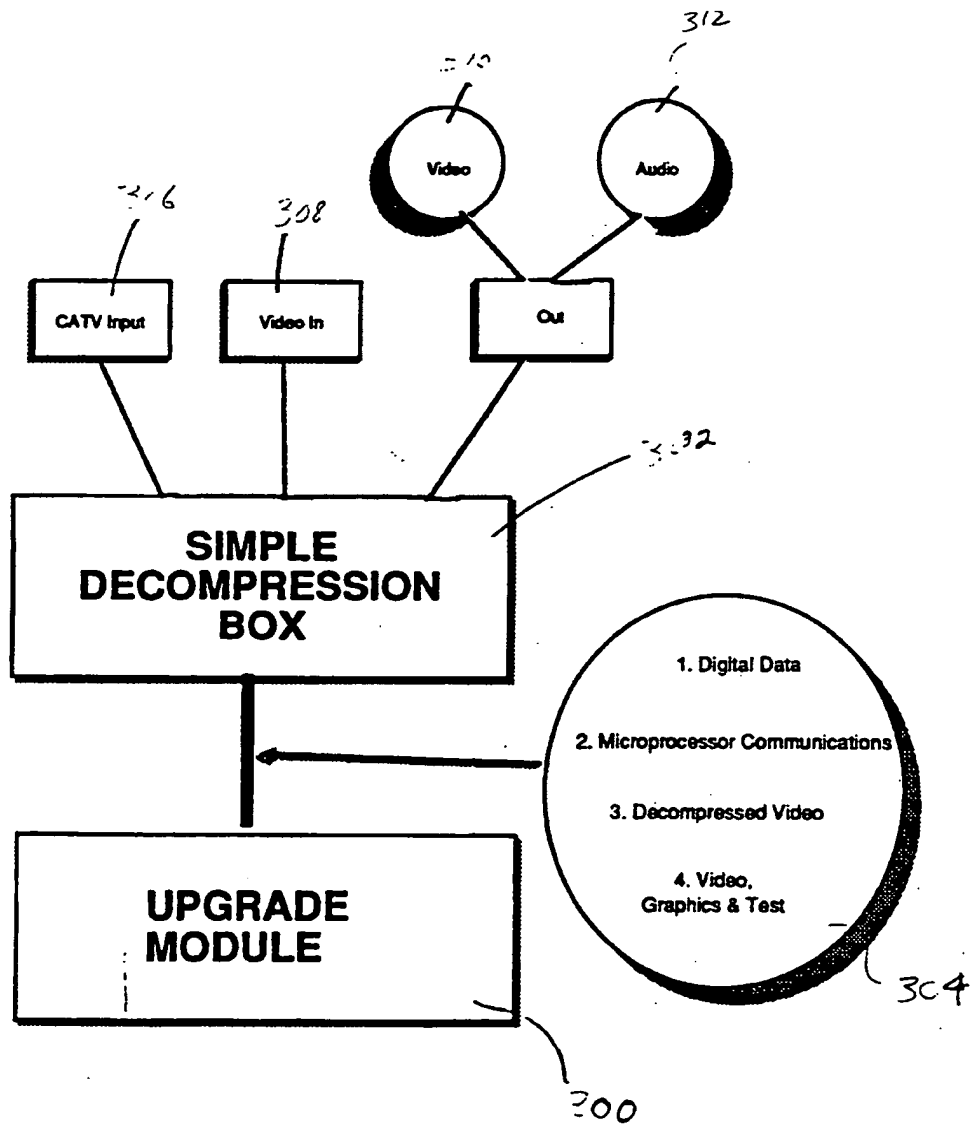 312
308
Video
Audio
CATV Input
Video In
Out
SIMPLE
DECOMPRESSION
BOX
1. Digital Data
2. Microprocessor Communications
3. Decompressed Video
4. Video,
Graphics & Test
UPGRADE
MODULE
304
300